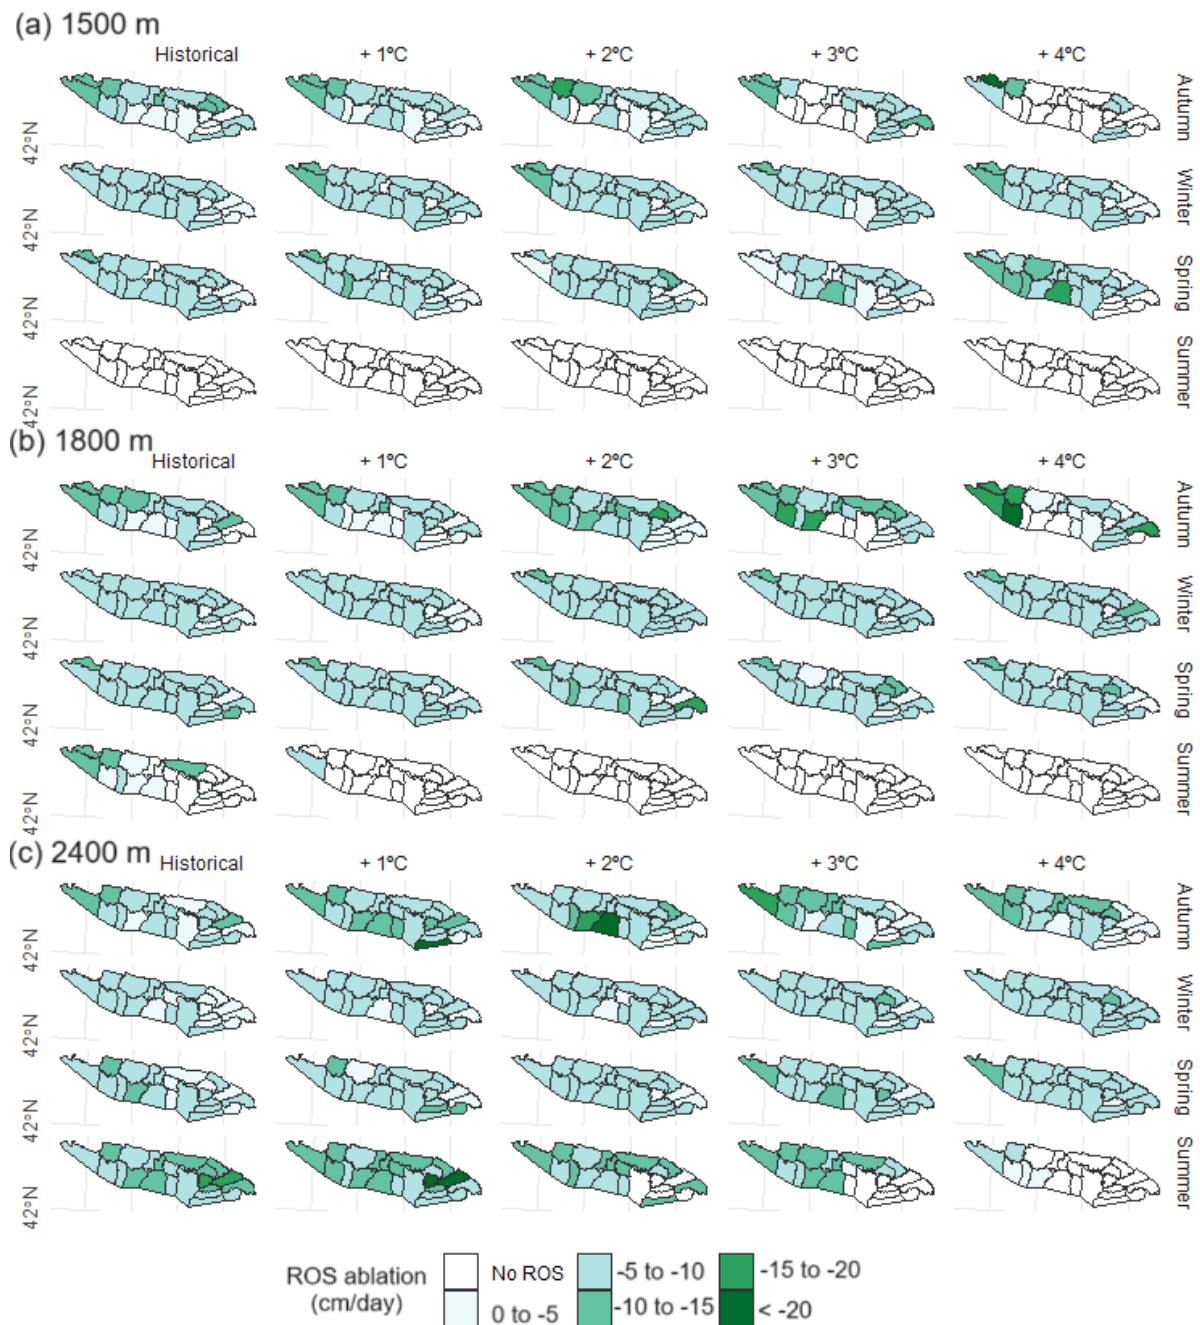 (a) 1500 m
Historical + 1ºC + 2ºC + 3ºC + 4ºC
42°N Autumn
42°N Winter
42°N Spring
42°N Summer
(b) 1800 m
Historical + 1ºC + 2ºC + 3ºC + 4ºC
42°N Autumn
42°N Winter
42°N Spring
42°N Summer
(c) 2400 m
Historical + 1ºC + 2ºC + 3ºC + 4ºC
42°N Autumn
42°N Winter
42°N Spring
42°N Summer
ROS ablation
(cm/day)
No ROS -5 to -10 -15 to -20
0 to -5 -10 to -15 < -20